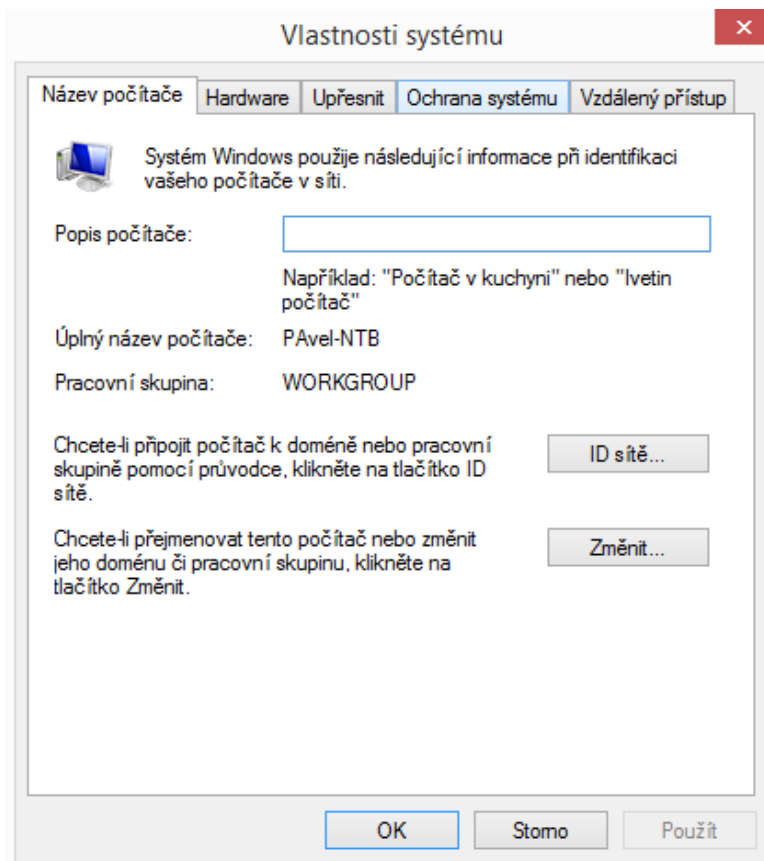 Vlastnosti systému
Název počítače
Hardware
Upřesnit
Ochrana systému
Vzdálený přístup
Systém Windows použije následující informace při identifikaci
vašeho počítače v síti.
Popis počítače:
Například: "Počítač v kuchyni" nebo "Ivetin
počítač"
Úplný název počítače: PAvel-NTB
Pracovní skupina: WORKGROUP
Chcete-li připojit počítač k doméně nebo pracovní
skupině pomocí průvodce, klikněte na tlačítko ID
sítě.
ID sítě...
Chcete-li přejmenovat tento počítač nebo změnit
jeho doménu či pracovní skupinu, klikněte na
tlačítko Změnit.
Změnit...
OK
Storno
Použít